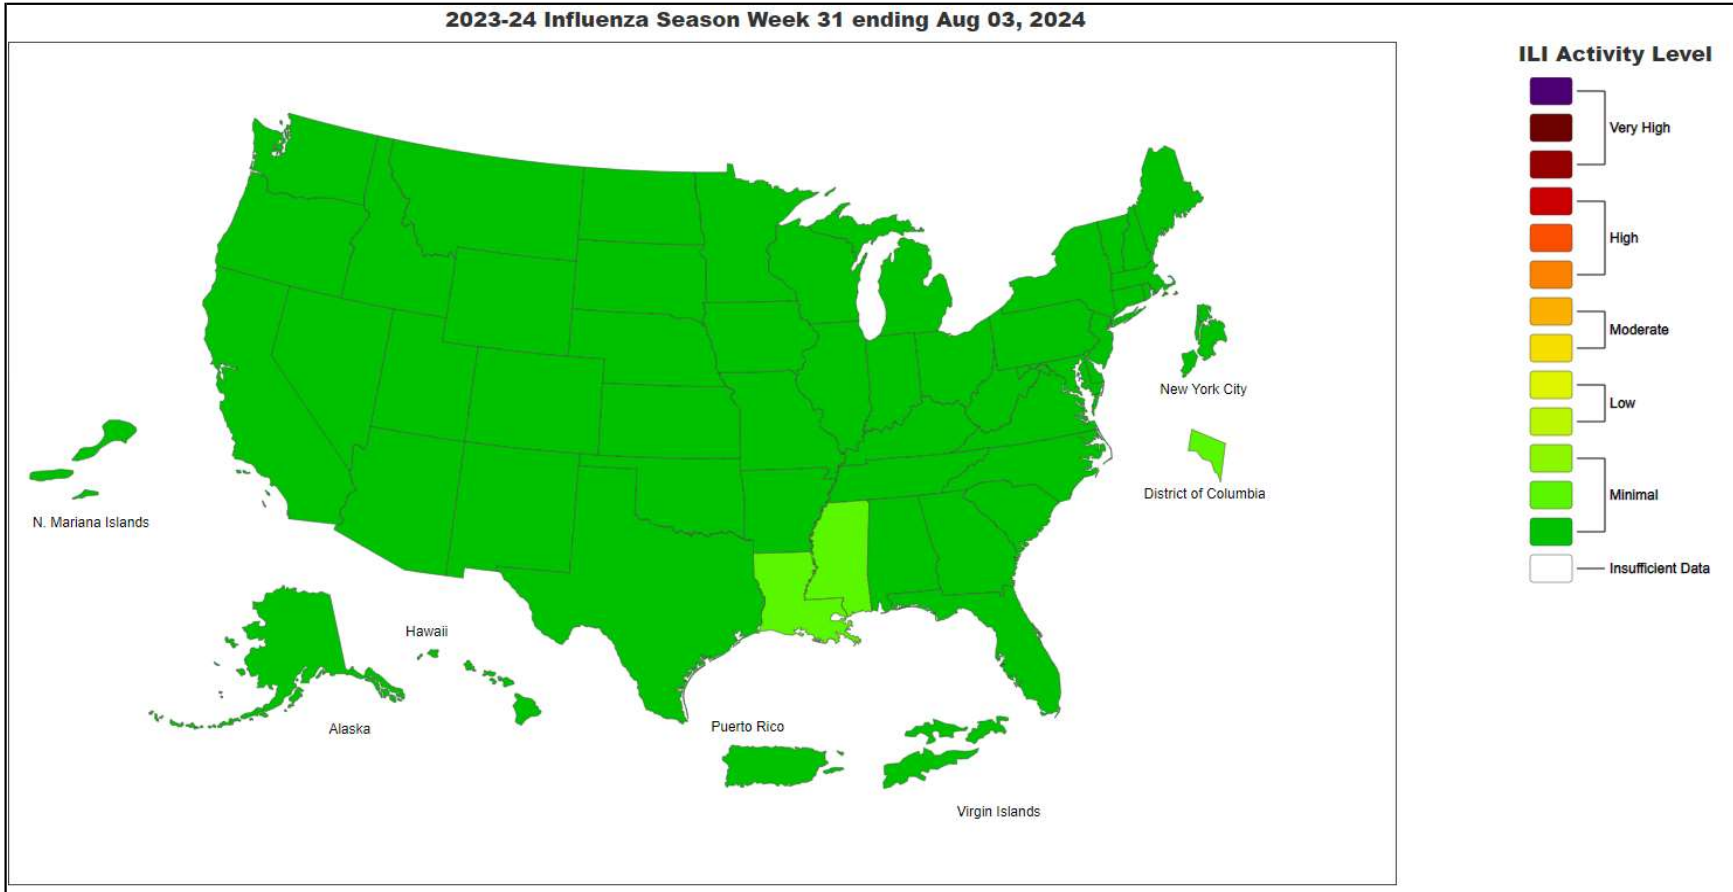 2023-24 Influenza Season Week 31 ending Aug 03, 2024
ILI Activity Level
Very High
High
Moderate
Low
Minimal
Insufficient Data
New York City
District of Columbia
N. Mariana Islands
Hawaii
Alaska
Puerto Rico
Virgin Islands